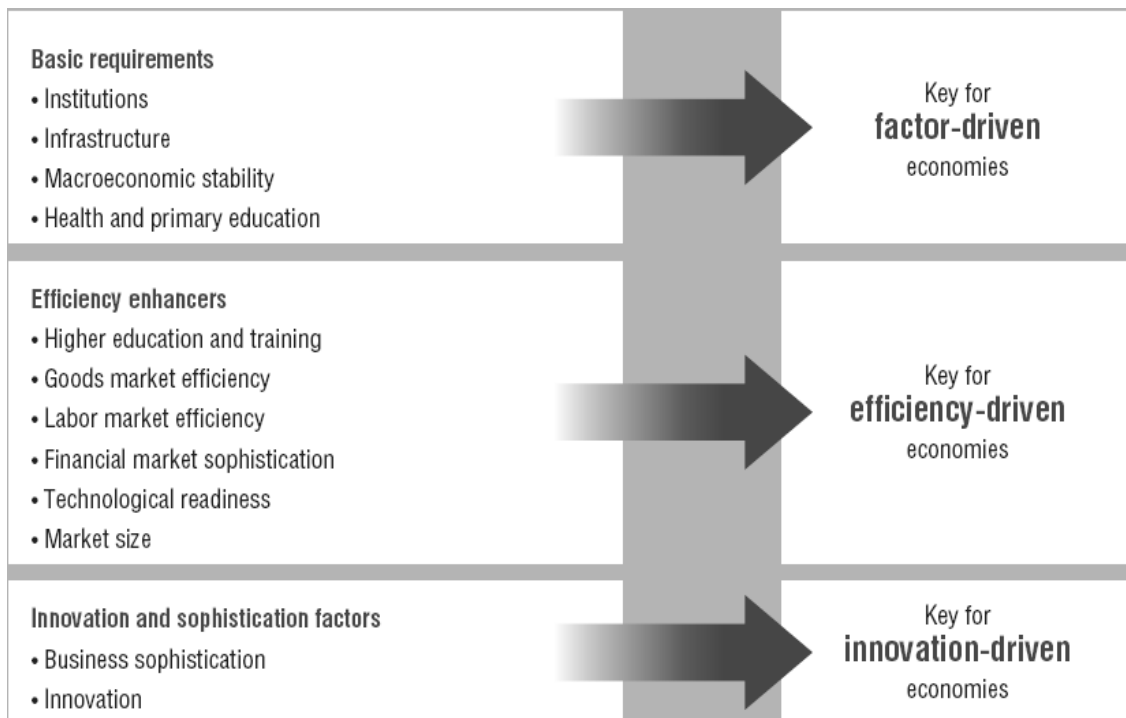 Basic requirements
• Institutions
• Infrastructure
• Macroeconomic stability
• Health and primary education
Key for
factor-driven
economies
Efficiency enhancers
• Higher education and training
• Goods market efficiency
• Labor market efficiency
• Financial market sophistication
• Technological readiness
• Market size
Key for
efficiency-driven
economies
Innovation and sophistication factors
• Business sophistication
• Innovation
Key for
innovation-driven
economies